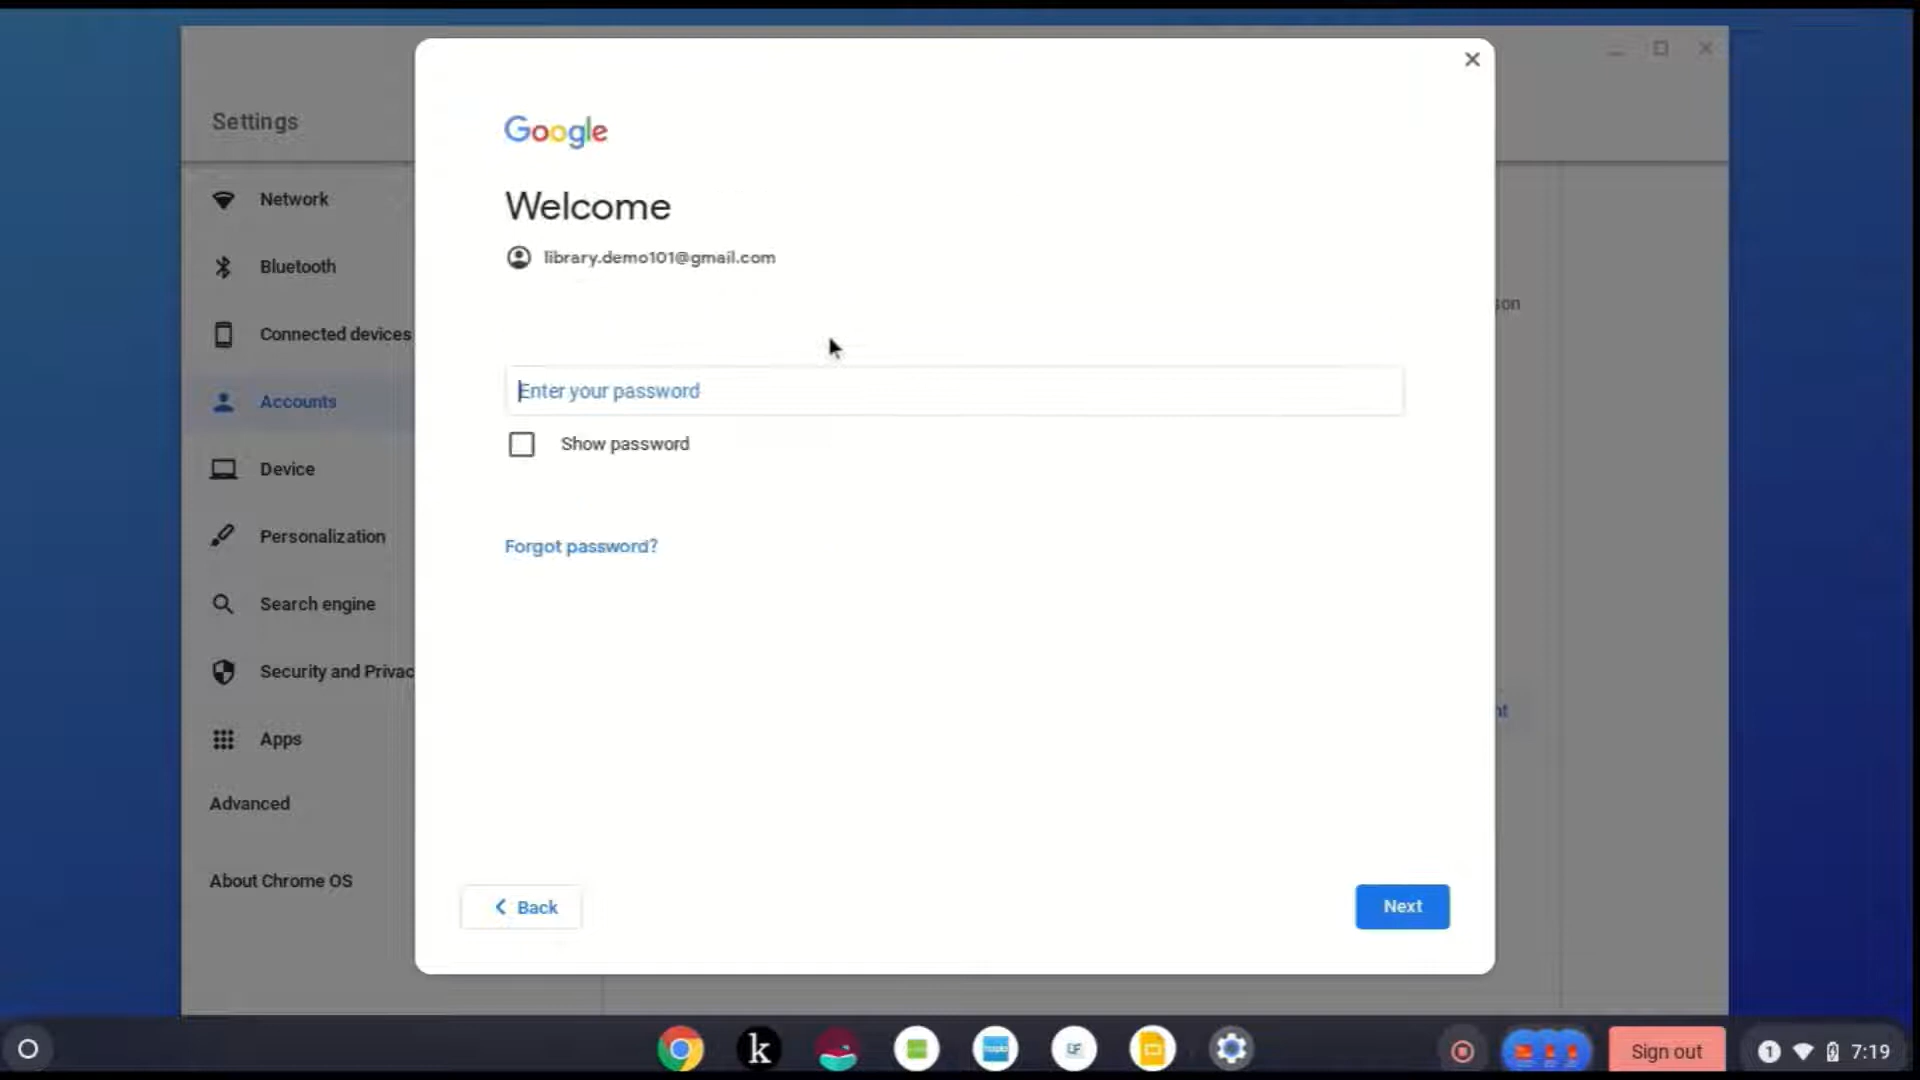 Settings
Network
Bluetooth
Connected devices
Accounts
Device
Personalization
Search engine
Security and Privac
Apps
Advanced
About Chrome OS
Google
Welcome
library.demo101@gmail.com
Enter your password
Show password
Forgot password?
Back
Next
son
nt
k
Sign out
1
7:19